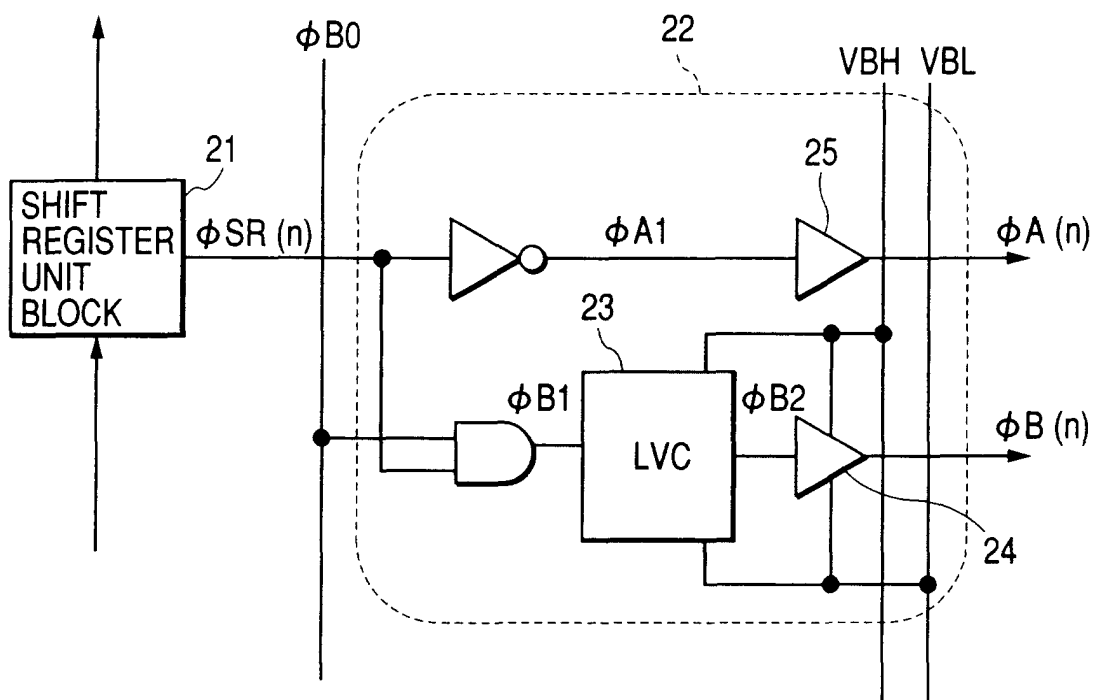 φB0
22
VBH VBL
21
25
SHIFT
REGISTER
UNIT
BLOCK
φSR (n)
φA1
φA (n)
23
φB1
LVC
φB2
φB (n)
24